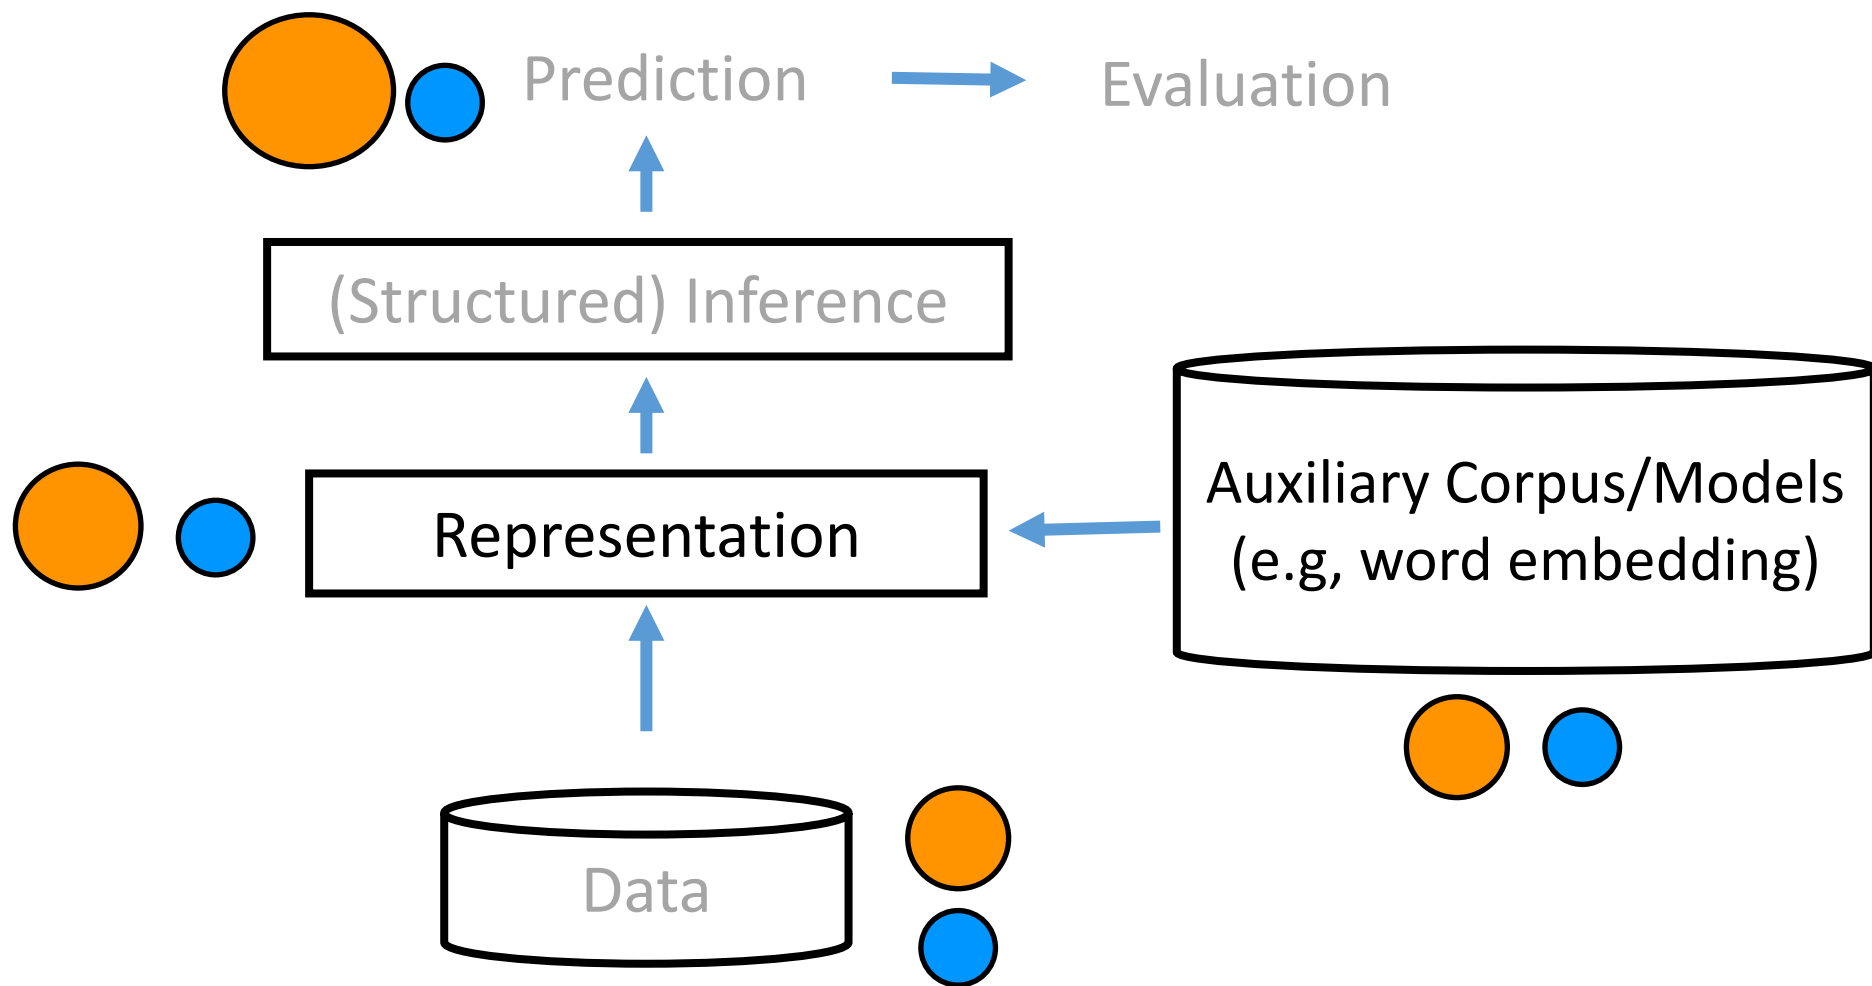 Prediction
Evaluation
(Structured) Inference
Representation
Auxiliary Corpus/Models
(e.g, word embedding)
Data